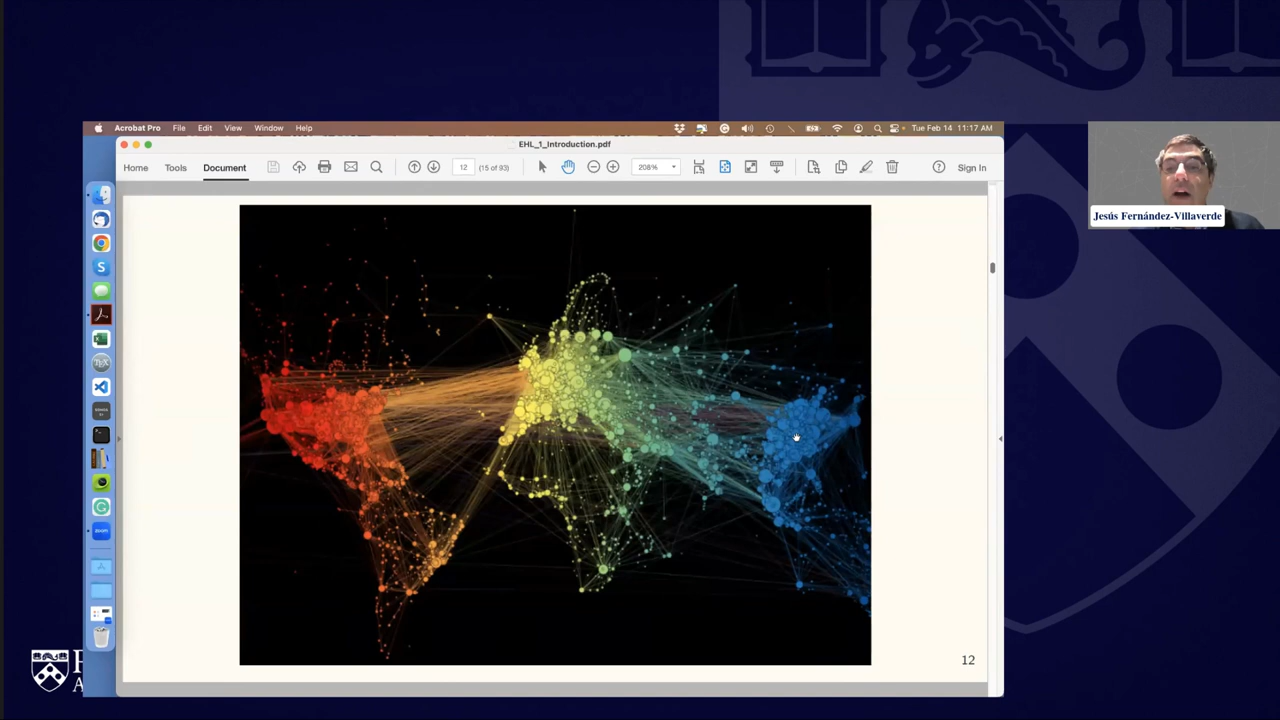 Acrobat Pro File Edit View Window Help Tue Feb 14 11:17 AM
EHL_1_Introduction.pdf
Home Tools Document 12 (15 of 93) 208% Sign In
Jesús Fernández-Villaverde
zoom
12